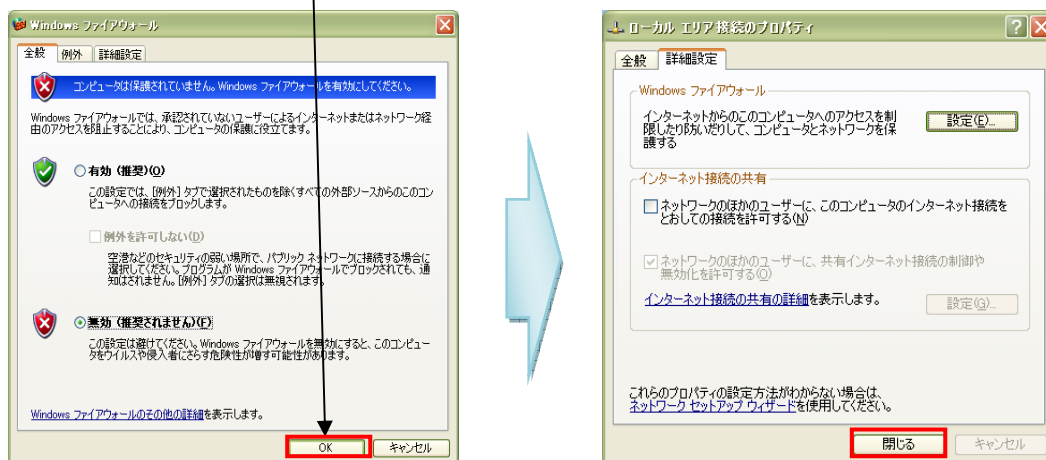 Windows ファイアウォール
全般 例外 詳細設定
コンピュータは保護されていません。Windows ファイアウォールを有効にしてください。
Windows ファイアウォールでは、承認されていないユーザーによるインターネットまたはネットワーク経
由のアクセスを阻止することにより、コンピュータの保護に役立てます。
有効 (推奨)(O)
この設定では、[例外] タブで選択されたものを除くすべての外部ソースからのこのコン
ピュータへの接続をブロックします。
例外を許可しない(D)
空港などのセキュリティの弱い場所で、パブリック ネットワークに接続する場合に
選択してください。プログラムが Windows ファイアウォールでブロックされても、通
知はされません。[例外] タブの選択は無視されます。
無効 (推奨されません)(F)
この設定は避けてください。Windows ファイアウォールを無効にすると、このコンピュー
タをウイルスや侵入者にさらす危険性が増す可能性があります。
Windows ファイアウォールのその他の詳細を表示します。
OK キャンセル
ローカル エリア接続のプロパティ
全般 詳細設定
Windows ファイアウォール
インターネットからのこのコンピュータへのアクセスを制
限したり防いだりして、コンピュータとネットワークを保
護する
設定(E)...
インターネット接続の共有
ネットワークのほかのユーザーに、このコンピュータのインターネット接続を
とおしての接続を許可する(N)
ネットワークのほかのユーザーに、共有インターネット接続の制御や
無効化を許可する(O)
インターネット接続の共有の詳細を表示します。
設定(G)...
これらのプロパティの設定方法がわからない場合は、
ネットワーク セットアップ ウィザードを使用してください。
閉じる キャンセル